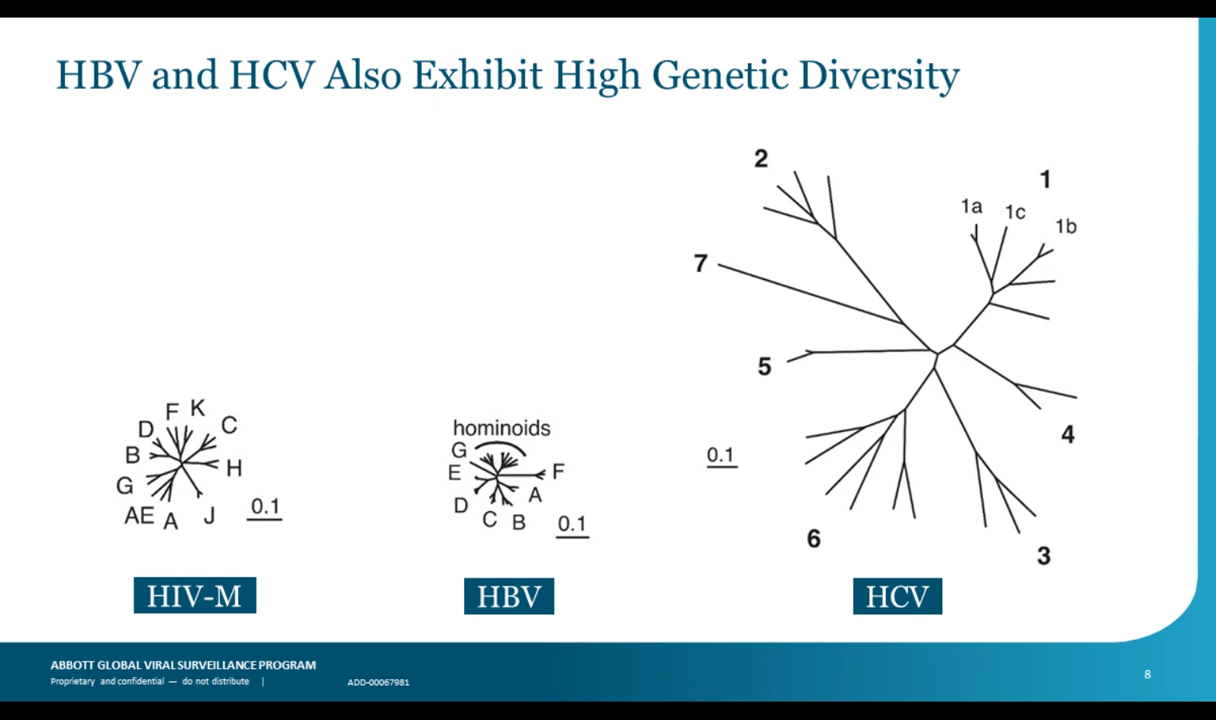 HBV and HCV Also Exhibit High Genetic Diversity
2
1
1a
1c
1b
7
5
4
0.1
6
3
HCV
F
K
D
C
B
H
G
AE
A
J
0.1
HIV-M
hominoids
G
E
F
D
A
C
B
0.1
HBV
ABBOTT GLOBAL VIRAL SURVEILLANCE PROGRAM
Proprietary and confidential — do not distribute |
ADD-00067981
8